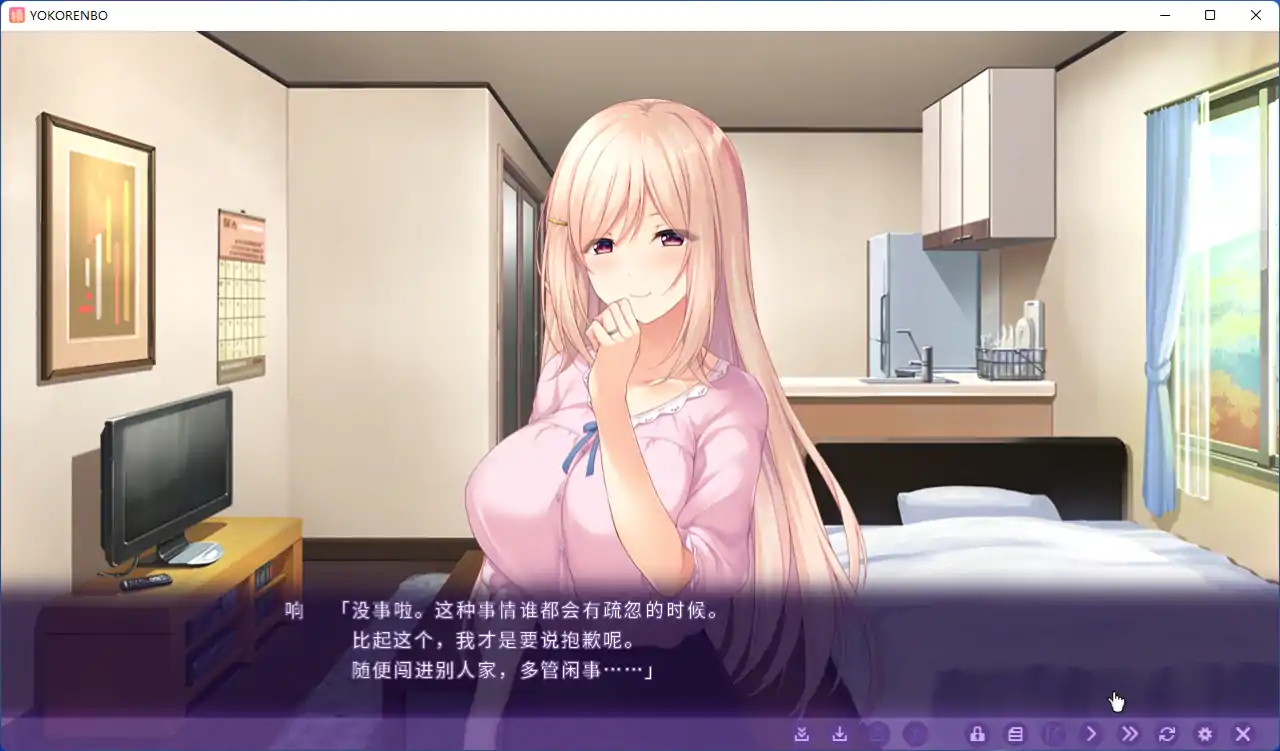 YOKORENBO
响 「没事啦。这种事情谁都会有疏忽的时候。
比起这个，我才是要说抱歉呢。
随便闯进别人家，多管闲事……」